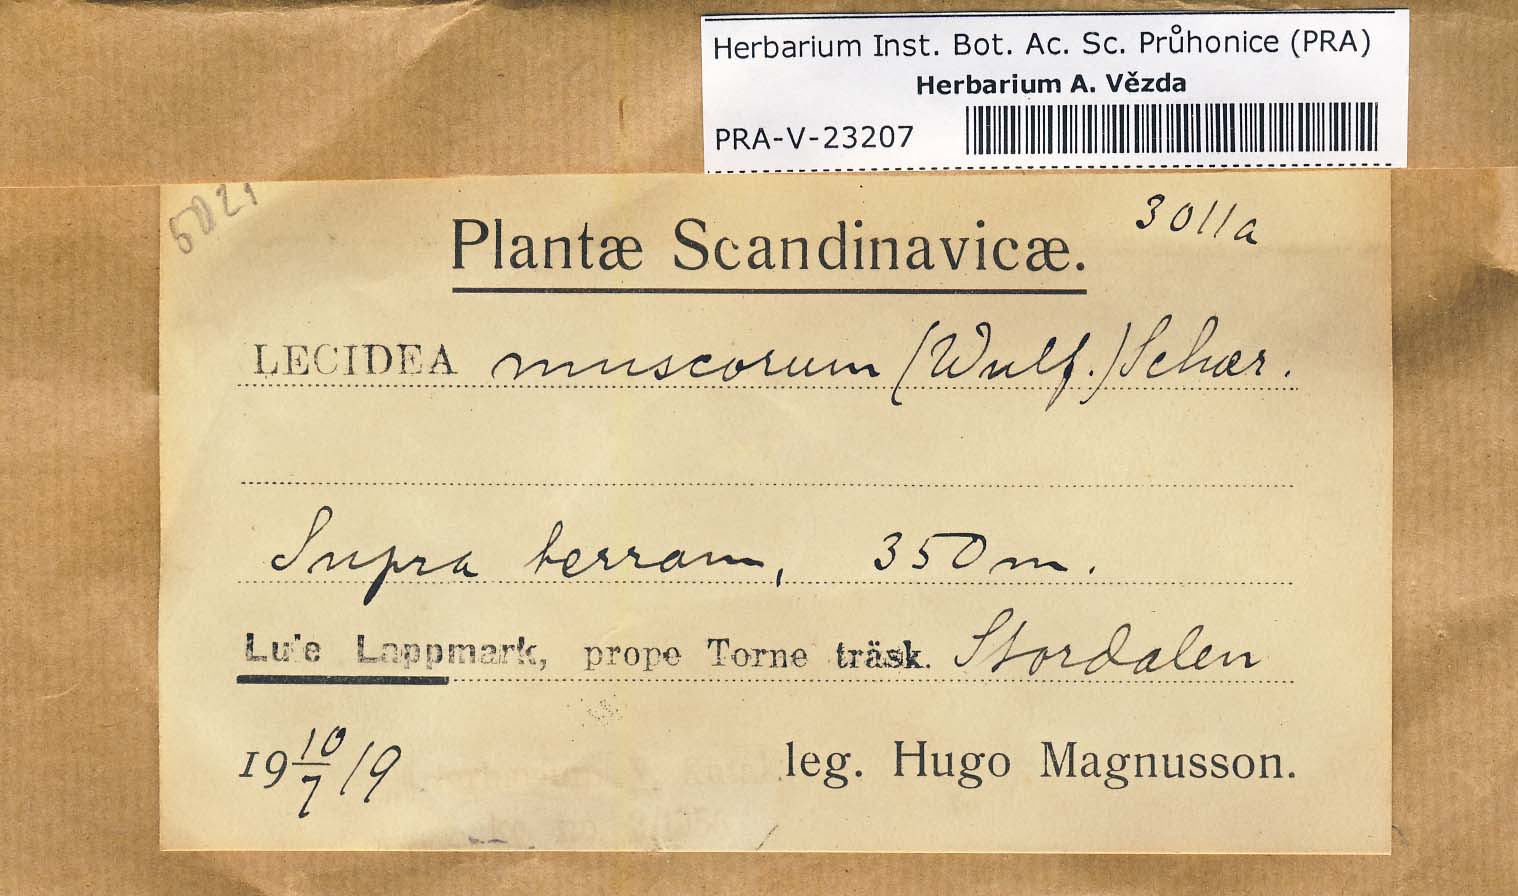 Herbarium Inst. Bot. Ac. Sc. Průhonice (PRA)
Herbarium A. Vězda
PRA-V-23207
5021
3011a
Plantæ Scandinavicæ.
LECIDEA muscorum (Wulf.) Schær.
Supra terram, 350 m.
Lule Lappmark, prope Torne träsk. Stordalen
19 10/7 19
leg. Hugo Magnusson.